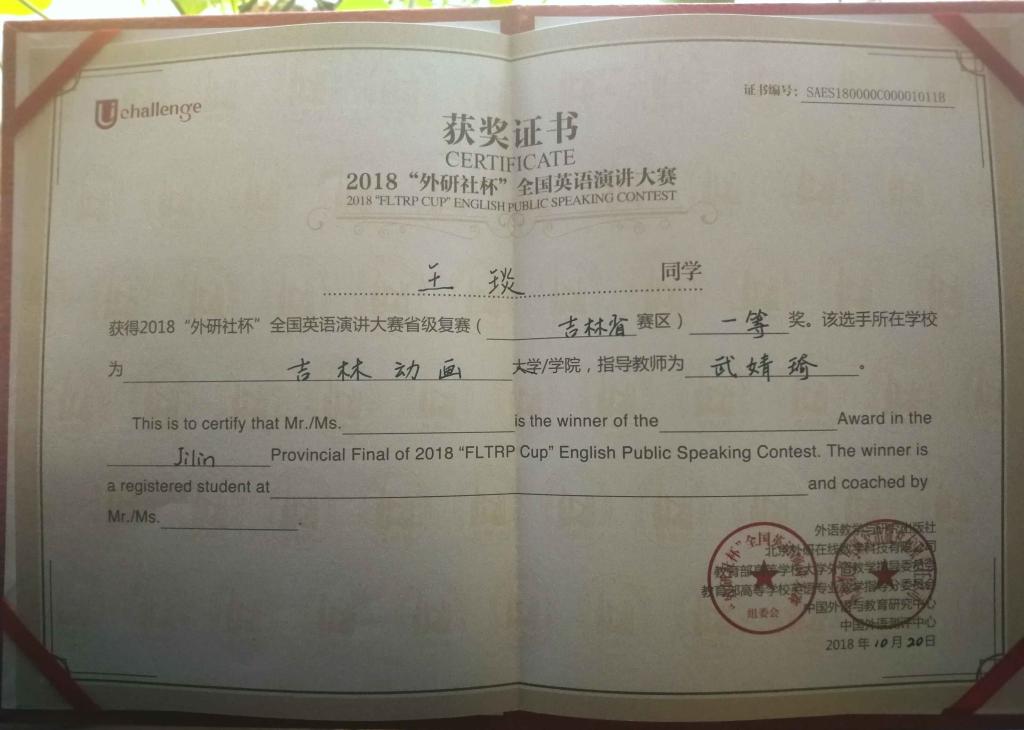 Uchallenge
证书编号：SAES180000C00001011B
获奖证书
CERTIFICATE
2018“外研社杯”全国英语演讲大赛
2018 “FLTRP CUP” ENGLISH PUBLIC SPEAKING CONTEST
王 琰 同学
获得2018“外研社杯”全国英语演讲大赛省级复赛（ 吉林省 赛区） 一等 奖。该选手所在学校
为 吉林动画 大学/学院，指导教师为 武婧琦 。
This is to certify that Mr./Ms. is the winner of the Award in the
Jilin Provincial Final of 2018 “FLTRP Cup” English Public Speaking Contest. The winner is
a registered student at and coached by
Mr./Ms. .
外语教学与研究出版社
北京外研在线教育科技有限公司
教育部高等学校大学外语教学指导委员会
教育部高等学校英语专业教学指导分委员会
中国外语与教育研究中心
中国外语测评中心
组委会
2018 年 10 月 20 日